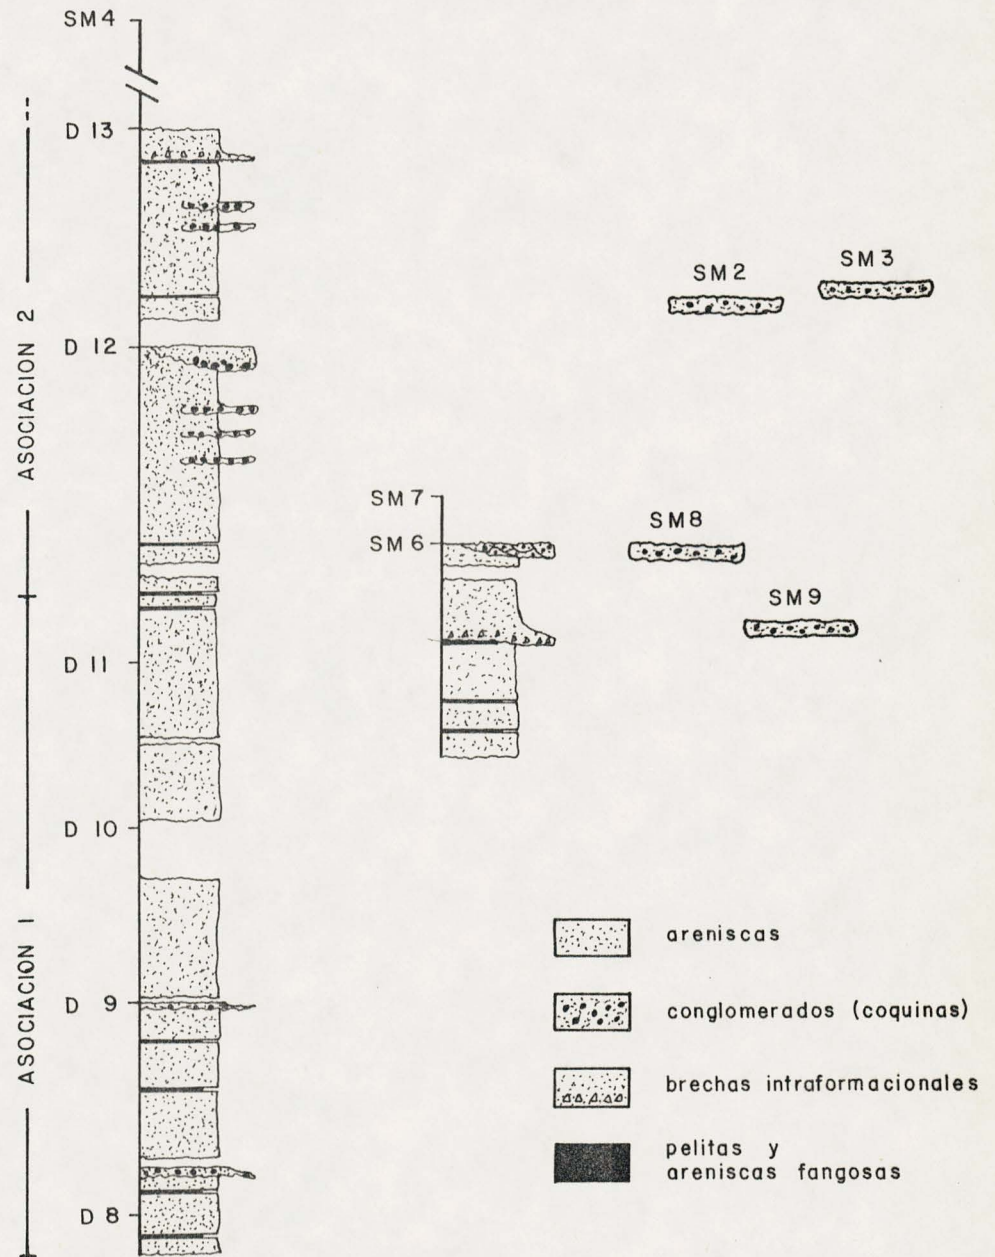 SM4
D 13
SM2
SM3
D 12
ASOCIACION 2
SM7
SM6
SM8
SM9
D 11
D 10
ASOCIACION 1
D 9
D 8
areniscas
conglomerados (coquinas)
brechas intraformacionales
pelitas y
areniscas fangosas